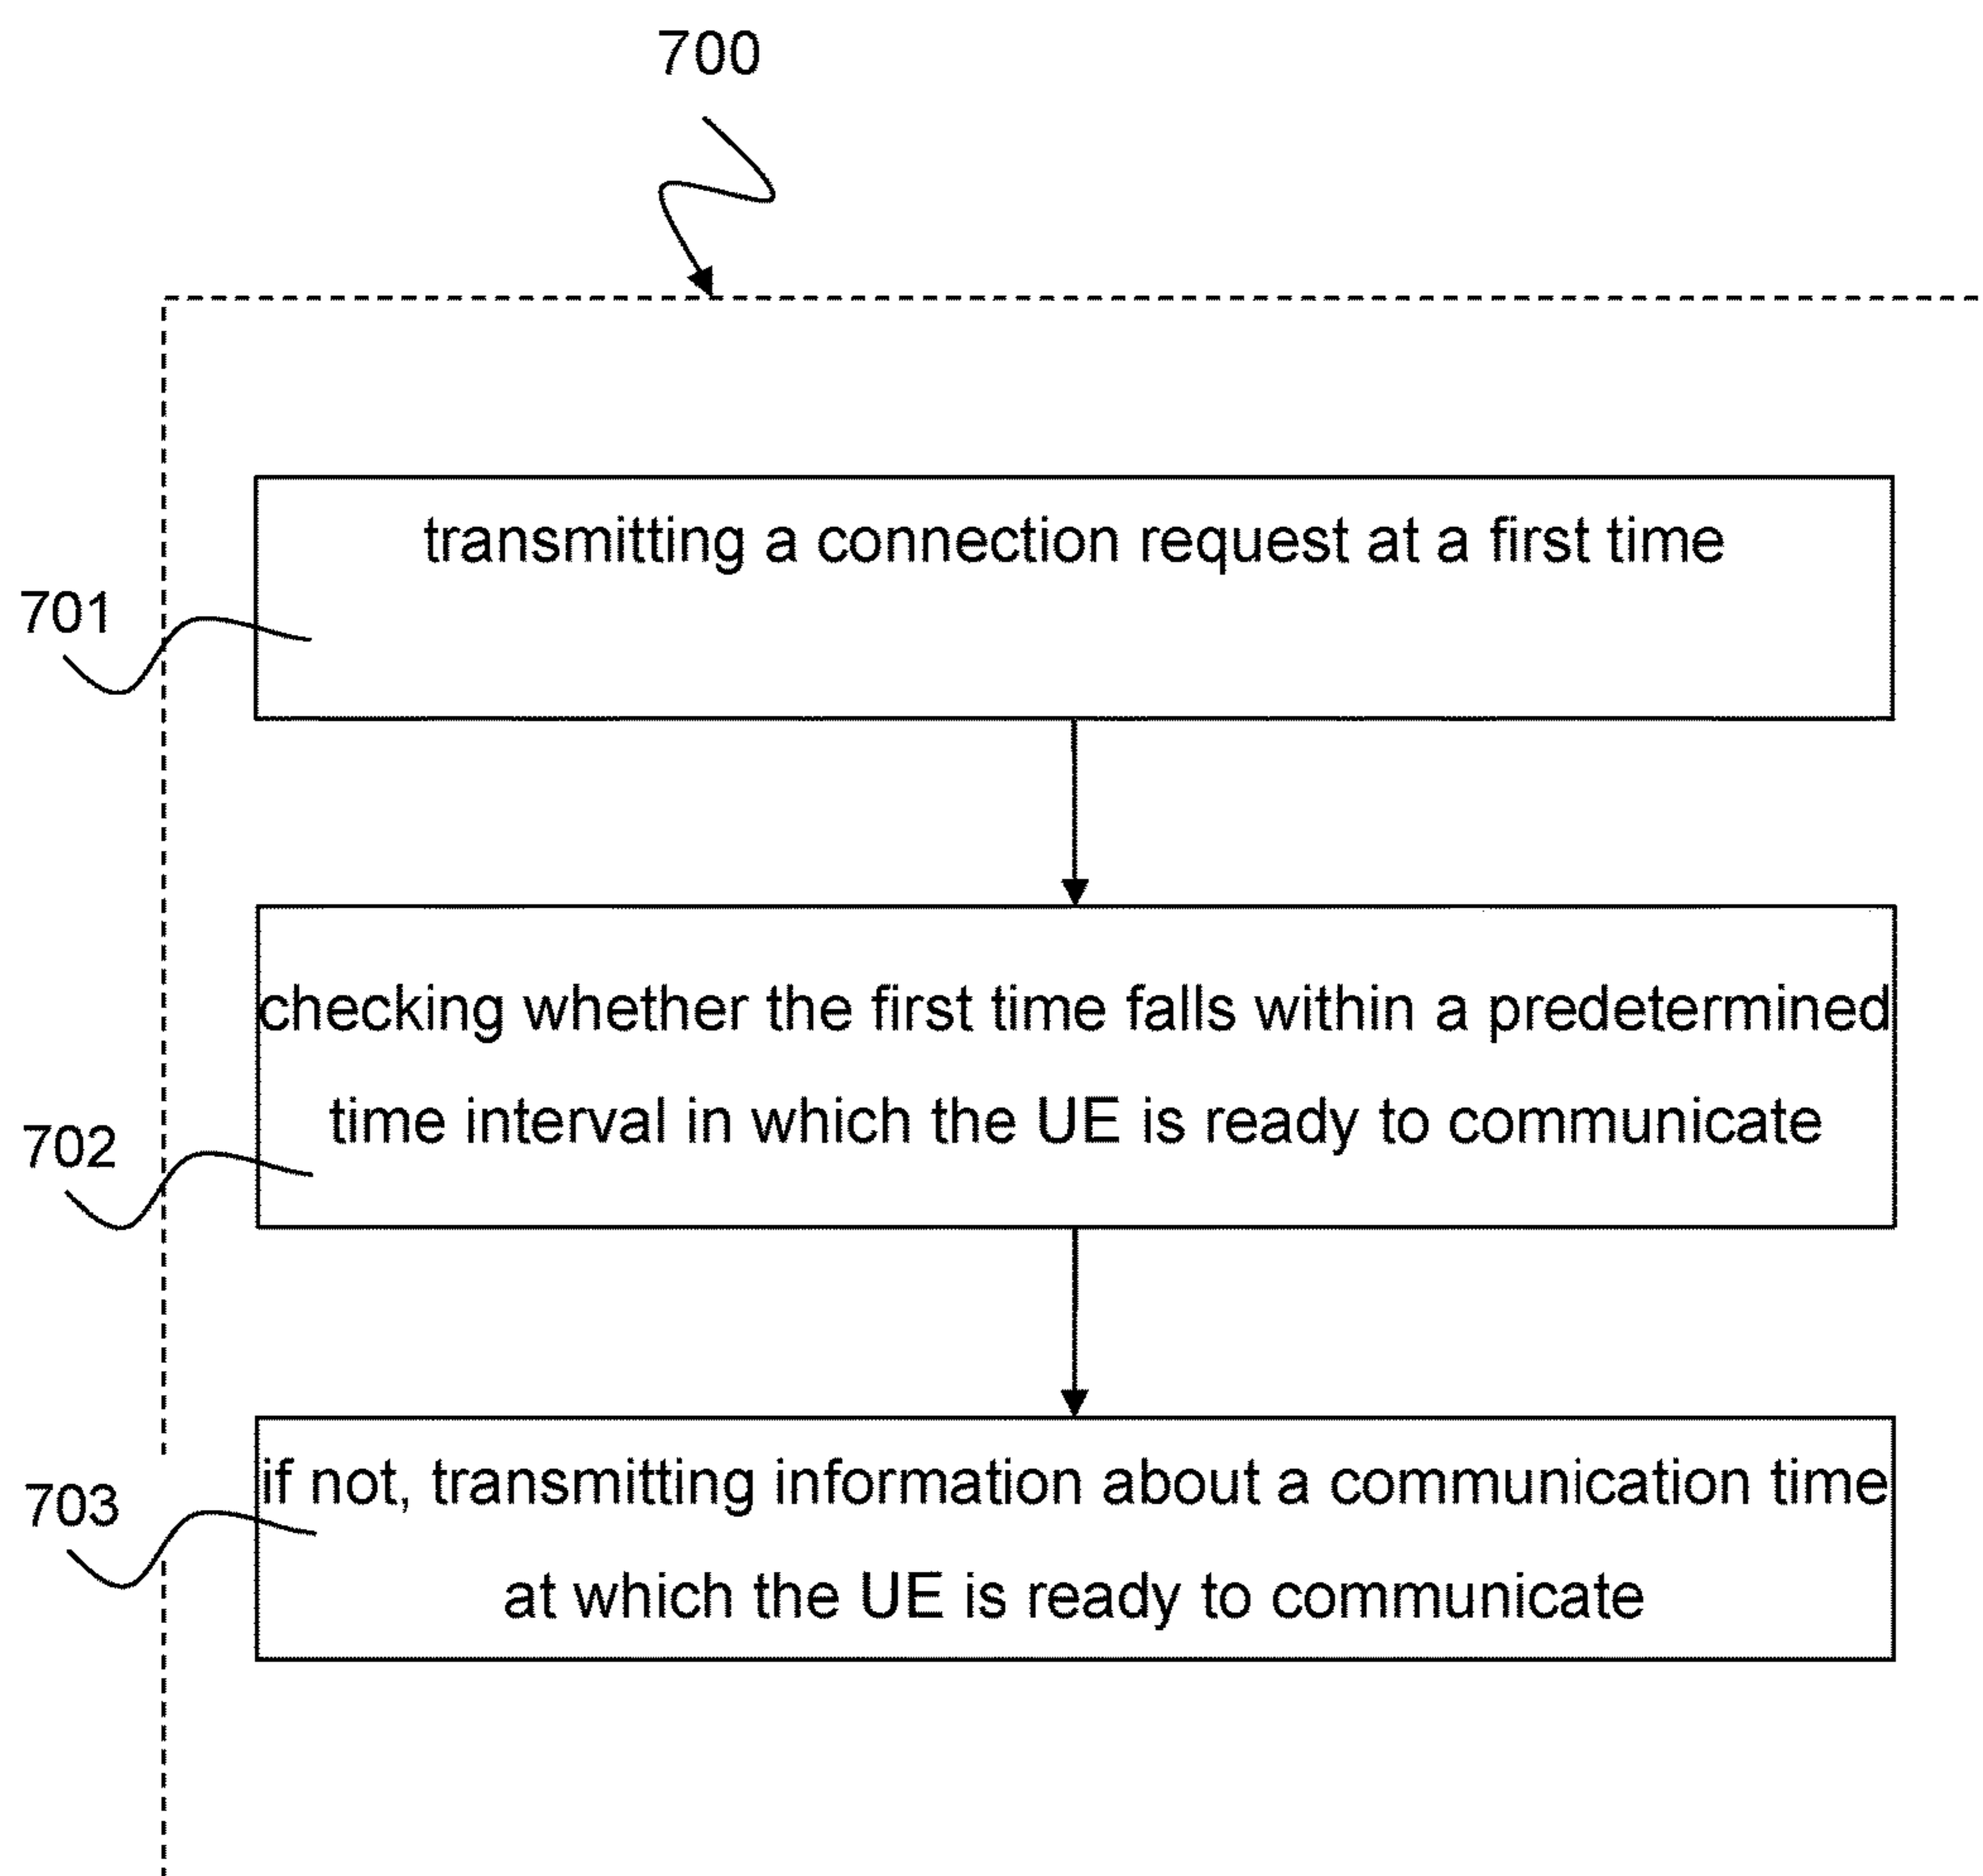 700
transmitting a connection request at a first time
701
checking whether the first time falls within a predetermined
time interval in which the UE is ready to communicate
702
if not, transmitting information about a communication time
703
at which the UE is ready to communicate